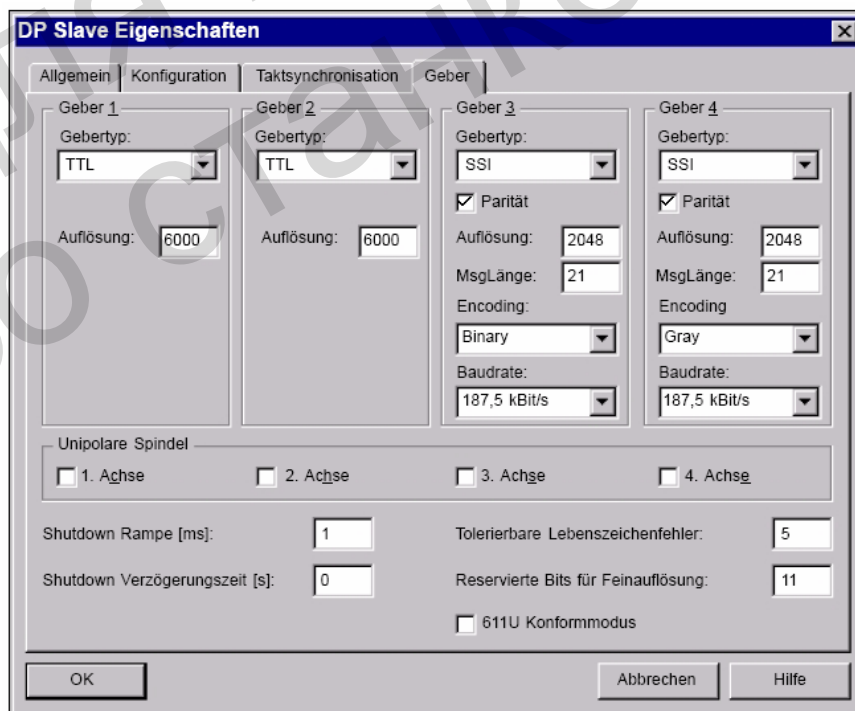 DP Slave Eigenschaften
Allgemein Konfiguration Taktsynchronisation Geber
Geber 1 Geber 2 Geber 3 Geber 4
Gebertyp: Gebertyp: Gebertyp: Gebertyp:
TTL TTL SSI SSI
Parität Parität
Auflösung: 6000 Auflösung: 6000 Auflösung: 2048 Auflösung: 2048
MsgLänge: 21 MsgLänge: 21
Encoding: Encoding
Binary Gray
Baudrate: Baudrate:
187,5 kBit/s 187,5 kBit/s
Unipolare Spindel
1. Achse 2. Achse 3. Achse 4. Achse
Shutdown Rampe [ms]: 1 Tolerierbare Lebenszeichenfehler: 5
Shutdown Verzögerungszeit [s]: 0 Reservierte Bits für Feinauflösung: 11
611U Konformmodus
OK Abbrechen Hilfe